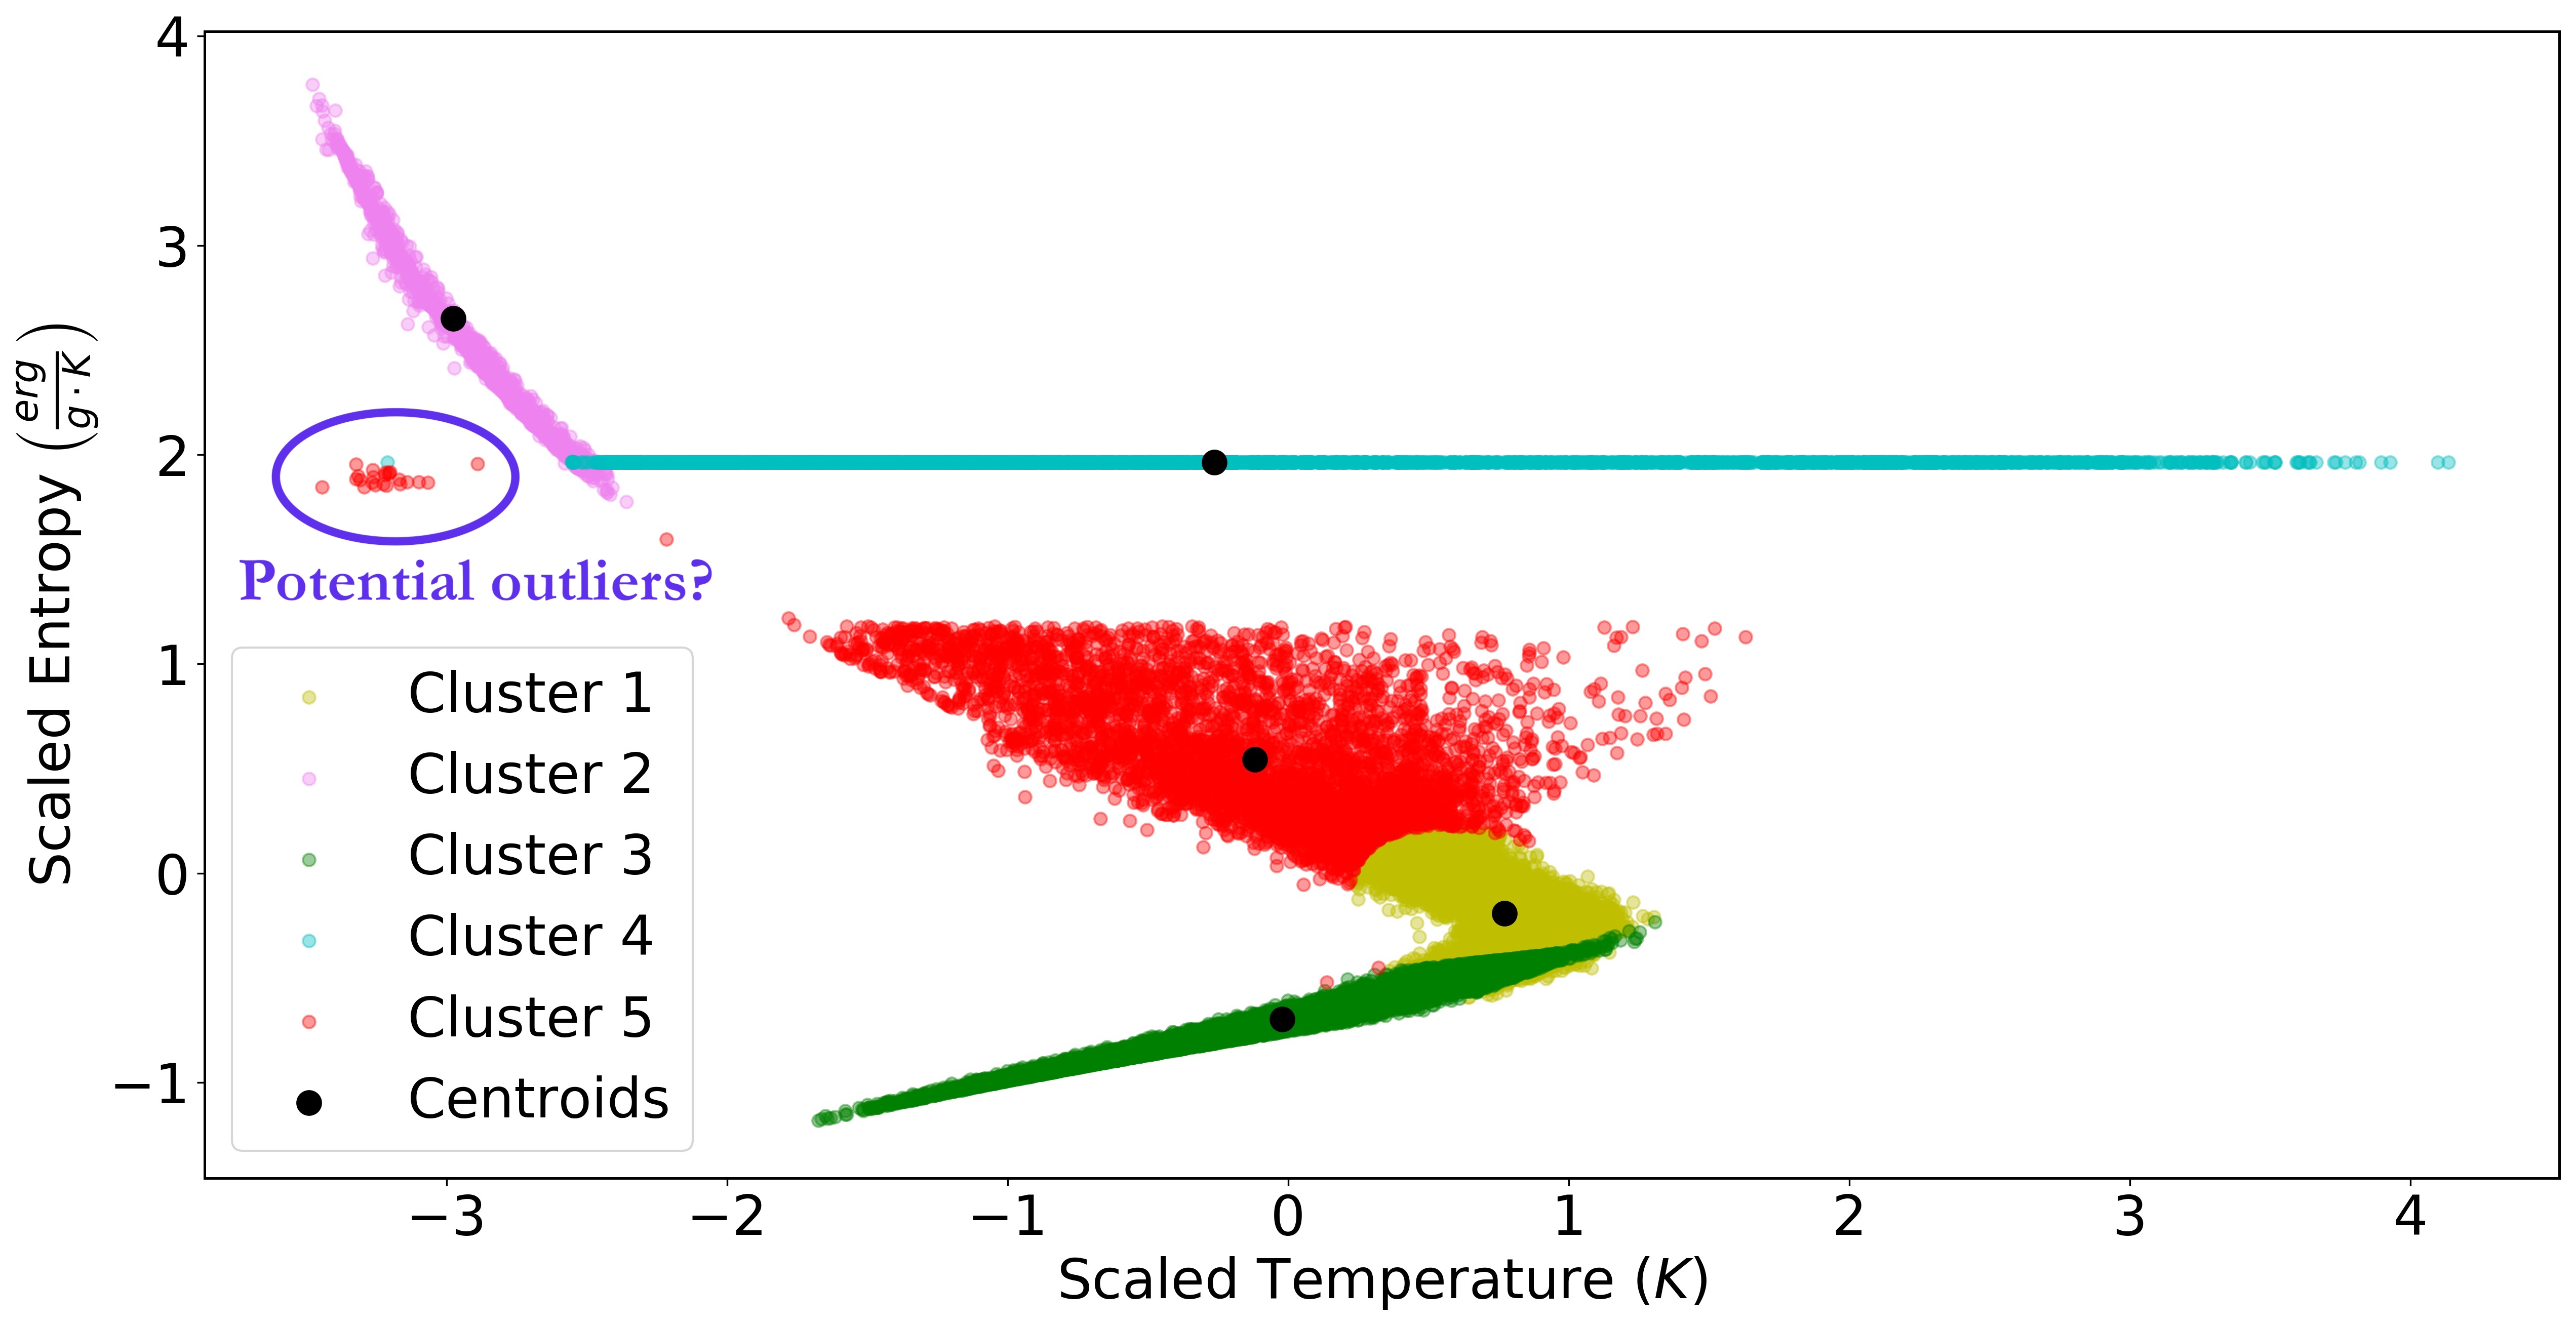 4
3
2
1
0
−1
Scaled Entropy (erg / g · K)
Potential outliers?
Cluster 1
Cluster 2
Cluster 3
Cluster 4
Cluster 5
Centroids
−3 −2 −1 0 1 2 3 4
Scaled Temperature (K)